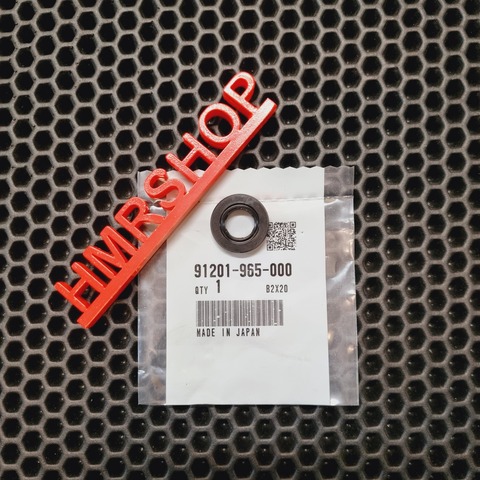 HMRSHOP
91201-965-000
QTY 1 B2X20
MADE IN JAPAN